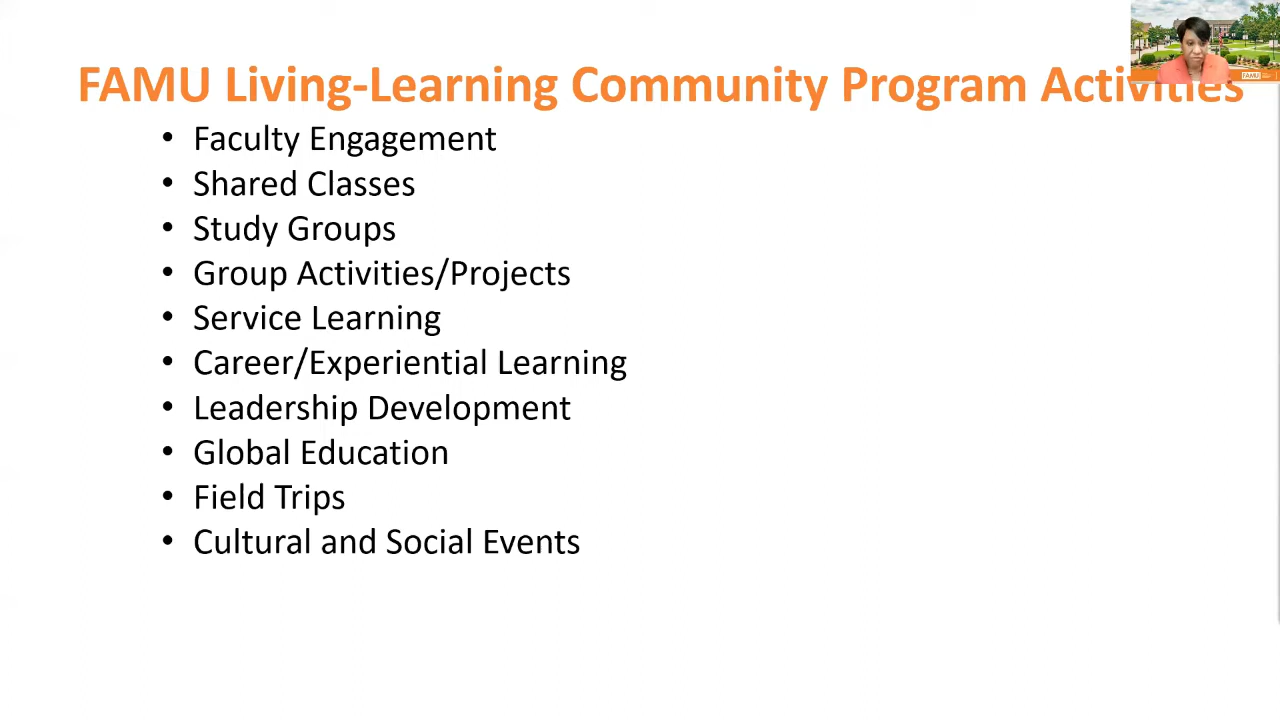 FAMU Living-Learning Community Program Activities
• Faculty Engagement
• Shared Classes
• Study Groups
• Group Activities/Projects
• Service Learning
• Career/Experiential Learning
• Leadership Development
• Global Education
• Field Trips
• Cultural and Social Events
FAMU